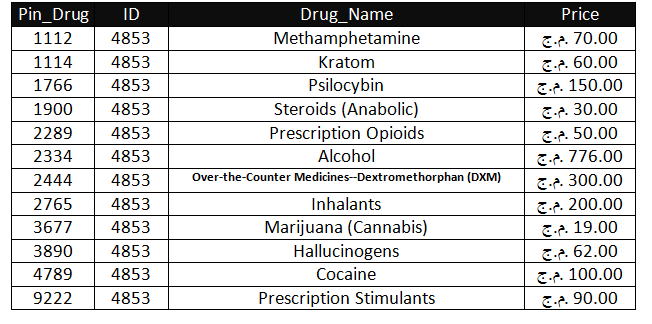 Pin_Drug ID Drug_Name Price
1112 4853 Methamphetamine ج.م. 70.00
1114 4853 Kratom ج.م. 60.00
1766 4853 Psilocybin ج.م. 150.00
1900 4853 Steroids (Anabolic) ج.م. 30.00
2289 4853 Prescription Opioids ج.م. 50.00
2334 4853 Alcohol ج.م. 776.00
2444 4853 Over-the-Counter Medicines--Dextromethorphan (DXM) ج.م. 300.00
2765 4853 Inhalants ج.م. 200.00
3677 4853 Marijuana (Cannabis) ج.م. 19.00
3890 4853 Hallucinogens ج.م. 62.00
4789 4853 Cocaine ج.م. 100.00
9222 4853 Prescription Stimulants ج.م. 90.00